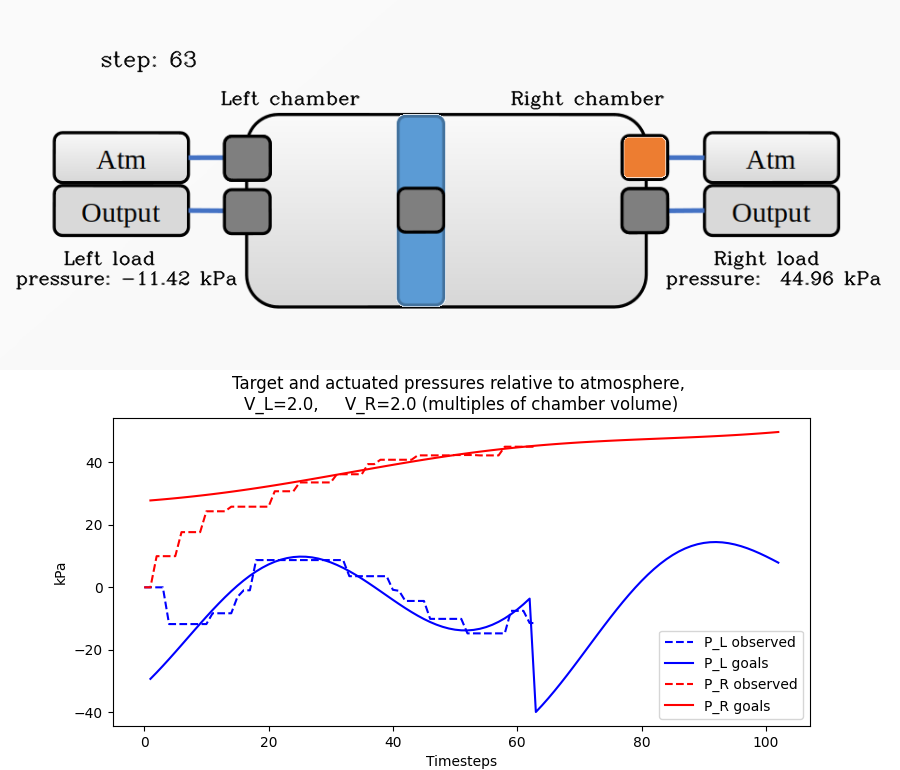 step: 63
Left chamber
Right chamber
Atm
Atm
Output
Output
Left load
pressure: −11.42 kPa
Right load
pressure: 44.96 kPa
Target and actuated pressures relative to atmosphere,
V_L=2.0, V_R=2.0 (multiples of chamber volume)
kPa
40
20
0
−20
−40
0 20 40 60 80 100
Timesteps
P_L observed
P_L goals
P_R observed
P_R goals